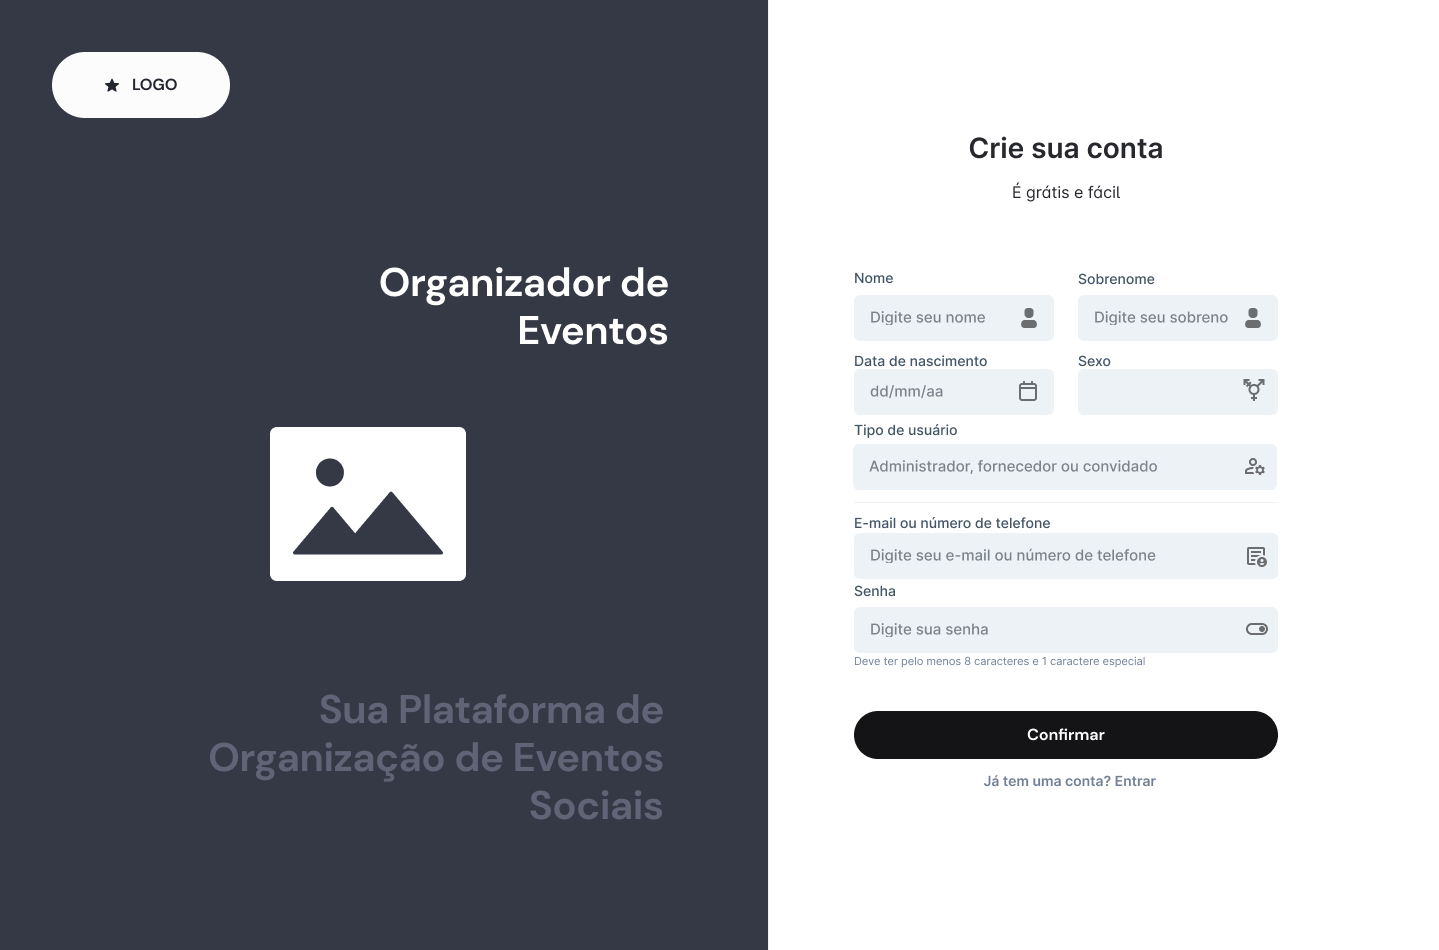 LOGO
Organizador de
Eventos
Sua Plataforma de
Organização de Eventos
Sociais
Crie sua conta
É grátis e fácil
Nome
Sobrenome
Digite seu nome
Digite seu sobreno
Data de nascimento
Sexo
dd/mm/aa
Tipo de usuário
Administrador, fornecedor ou convidado
E-mail ou número de telefone
Digite seu e-mail ou número de telefone
Senha
Digite sua senha
Deve ter pelo menos 8 caracteres e 1 caractere especial
Confirmar
Já tem uma conta? Entrar